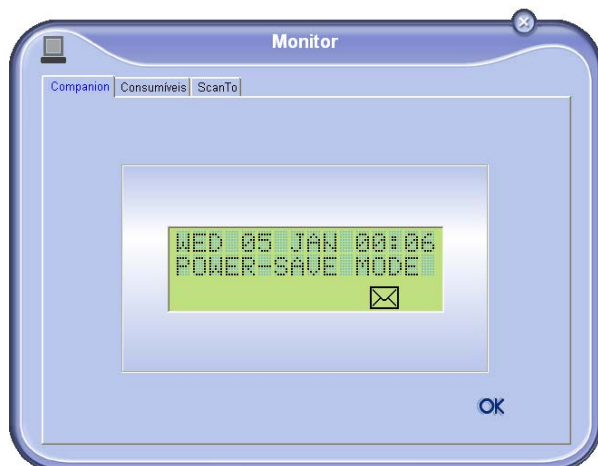 Monitor
Companion Consumíveis ScanTo
WED 05 JAN 00:06
POWER-SAVE MODE
OK